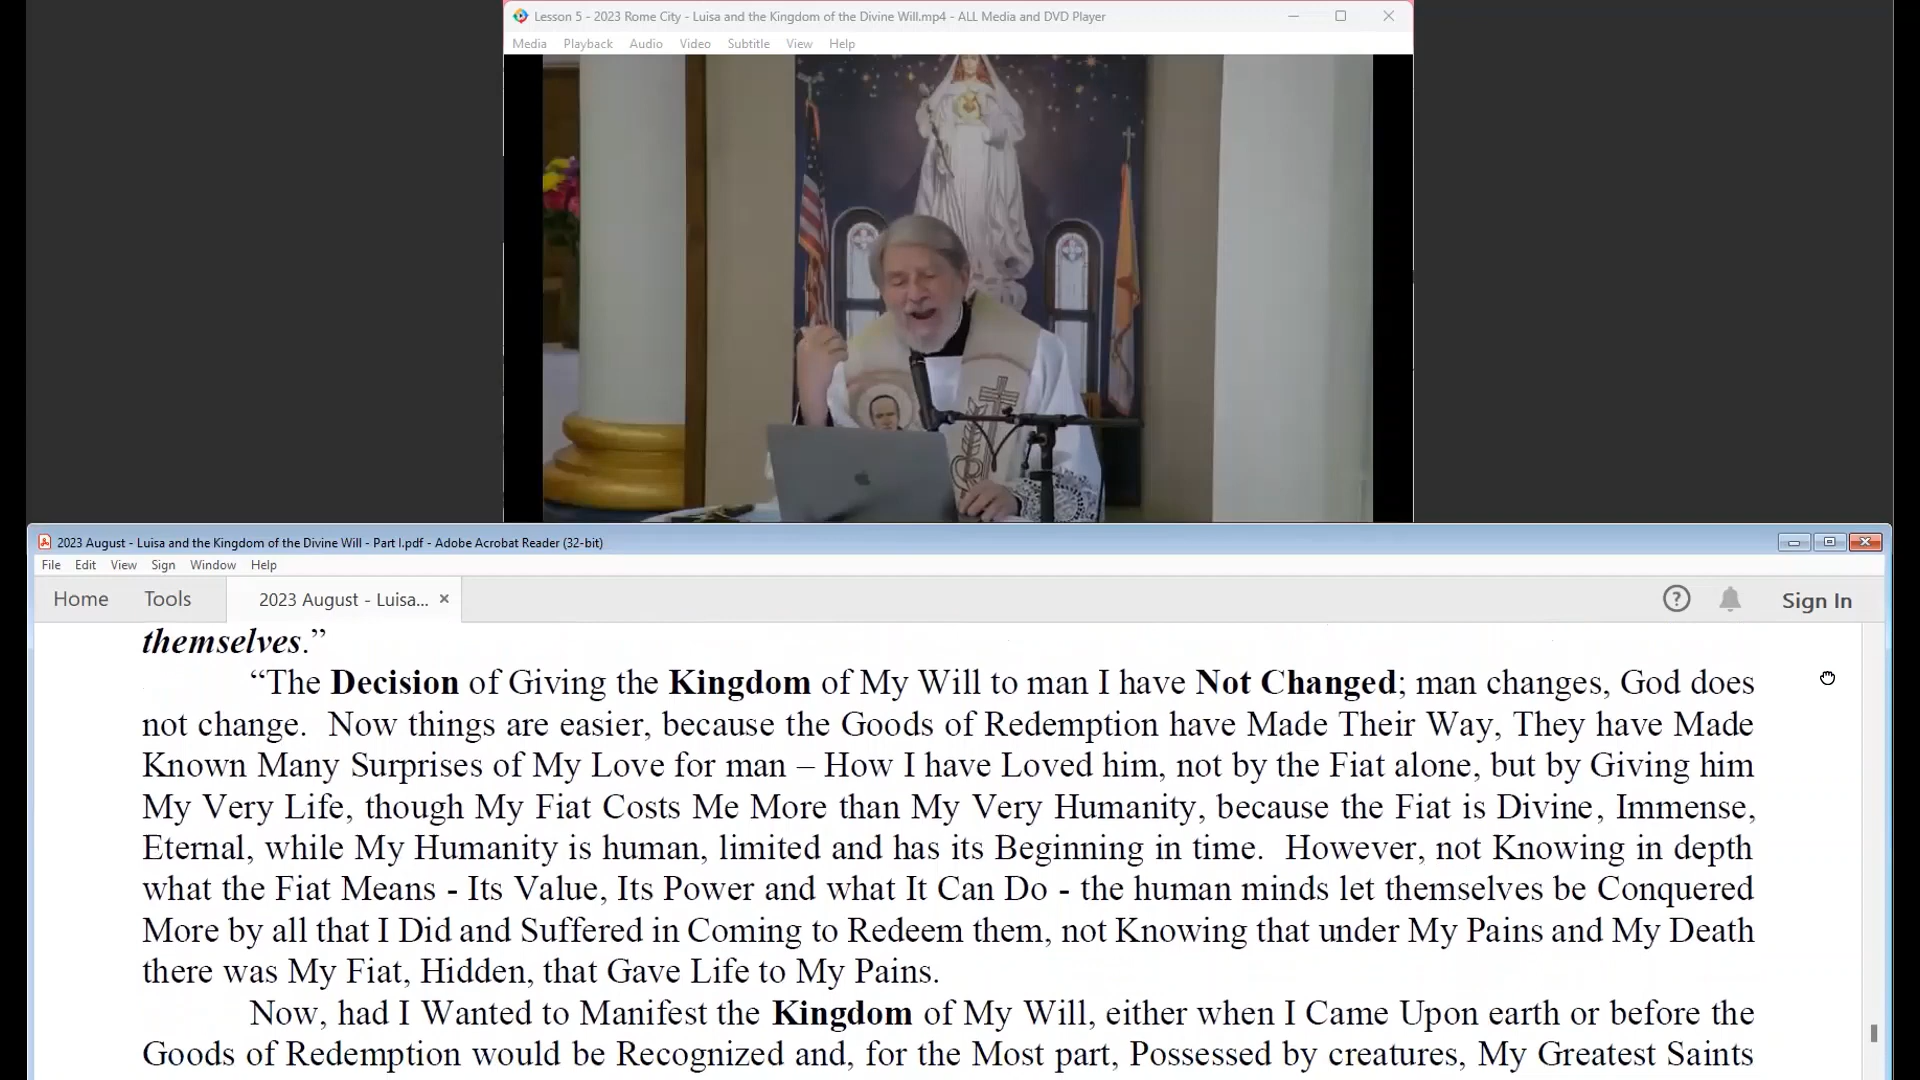 Lesson 5 - 2023 Rome City - Luisa and the Kingdom of the Divine Will.mp4 - ALL Media and DVD Player
Media Playback Audio Video Subtitle View Help
2023 August - Luisa and the Kingdom of the Divine Will - Part I.pdf - Adobe Acrobat Reader (32-bit)
File Edit View Sign Window Help
Home Tools 2023 August - Luisa... × Sign In
themselves.”
“The Decision of Giving the Kingdom of My Will to man I have Not Changed; man changes, God does
not change. Now things are easier, because the Goods of Redemption have Made Their Way, They have Made
Known Many Surprises of My Love for man – How I have Loved him, not by the Fiat alone, but by Giving him
My Very Life, though My Fiat Costs Me More than My Very Humanity, because the Fiat is Divine, Immense,
Eternal, while My Humanity is human, limited and has its Beginning in time. However, not Knowing in depth
what the Fiat Means - Its Value, Its Power and what It Can Do - the human minds let themselves be Conquered
More by all that I Did and Suffered in Coming to Redeem them, not Knowing that under My Pains and My Death
there was My Fiat, Hidden, that Gave Life to My Pains.
Now, had I Wanted to Manifest the Kingdom of My Will, either when I Came Upon earth or before the
Goods of Redemption would be Recognized and, for the Most part, Possessed by creatures, My Greatest Saints